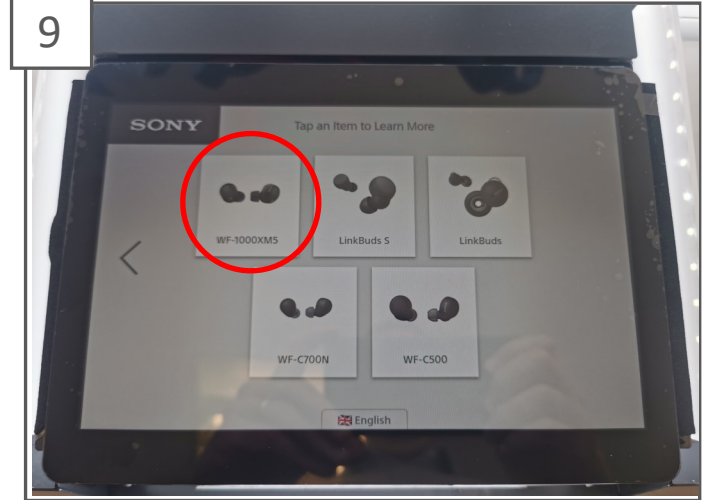 9
SONY
Tap an Item to Learn More
WF-1000XM5
LinkBuds S
LinkBuds
WF-C700N
WF-C500
English